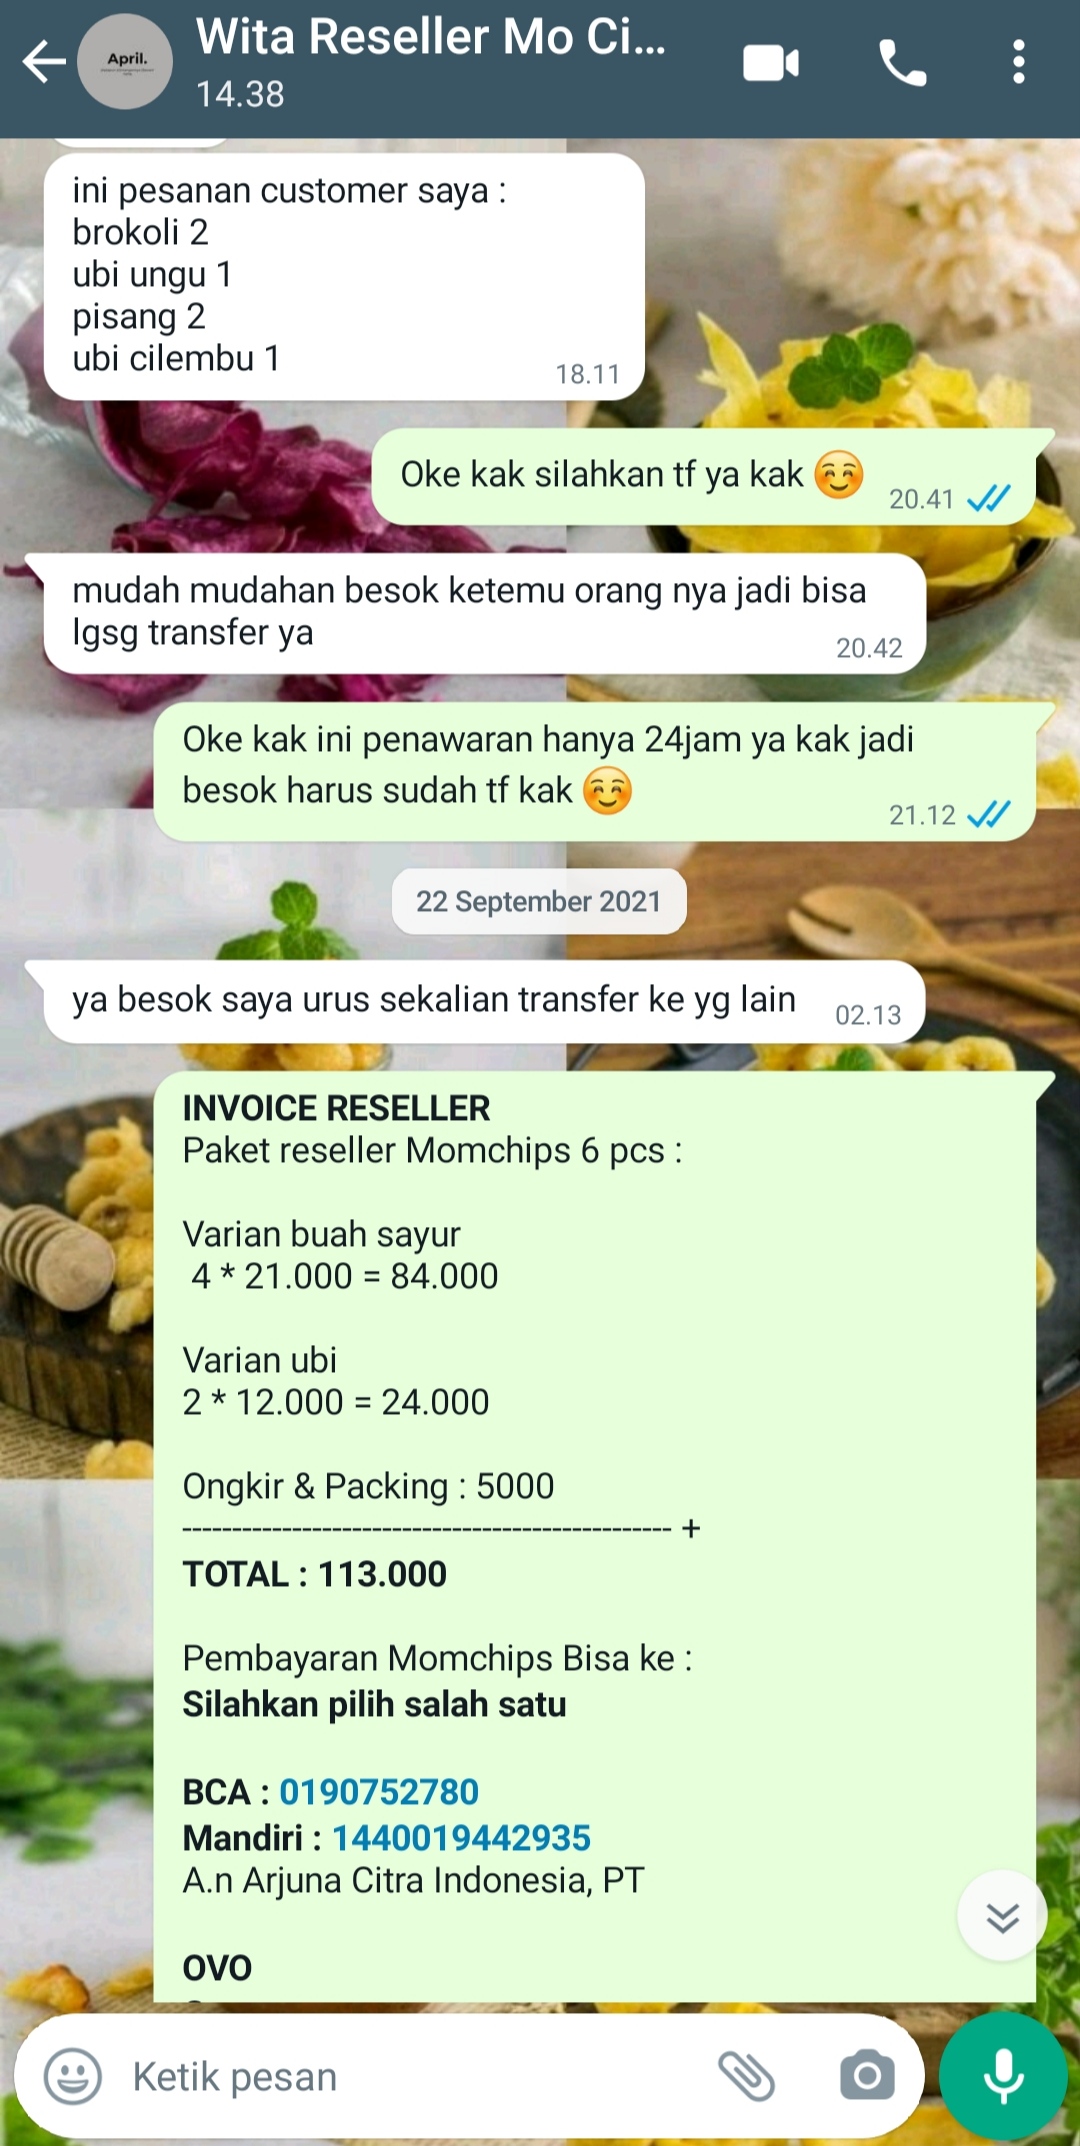 Wita Reseller Mo Ci...
April.
14.38
ini pesanan customer saya :
brokoli 2
ubi ungu 1
pisang 2
ubi cilembu 1
18.11
Oke kak silahkan tf ya kak ☺️
20.41
mudah mudahan besok ketemu orang nya jadi bisa
lgsg transfer ya
20.42
Oke kak ini penawaran hanya 24jam ya kak jadi
besok harus sudah tf kak ☺️
21.12
22 September 2021
ya besok saya urus sekalian transfer ke yg lain
02.13
INVOICE RESELLER
Paket reseller Momchips 6 pcs :
Varian buah sayur
4 * 21.000 = 84.000
Varian ubi
2 * 12.000 = 24.000
Ongkir & Packing : 5000
------------------------------------------------- +
TOTAL : 113.000
Pembayaran Momchips Bisa ke :
Silahkan pilih salah satu
BCA : 0190752780
Mandiri : 1440019442935
A.n Arjuna Citra Indonesia, PT
OVO
Ketik pesan